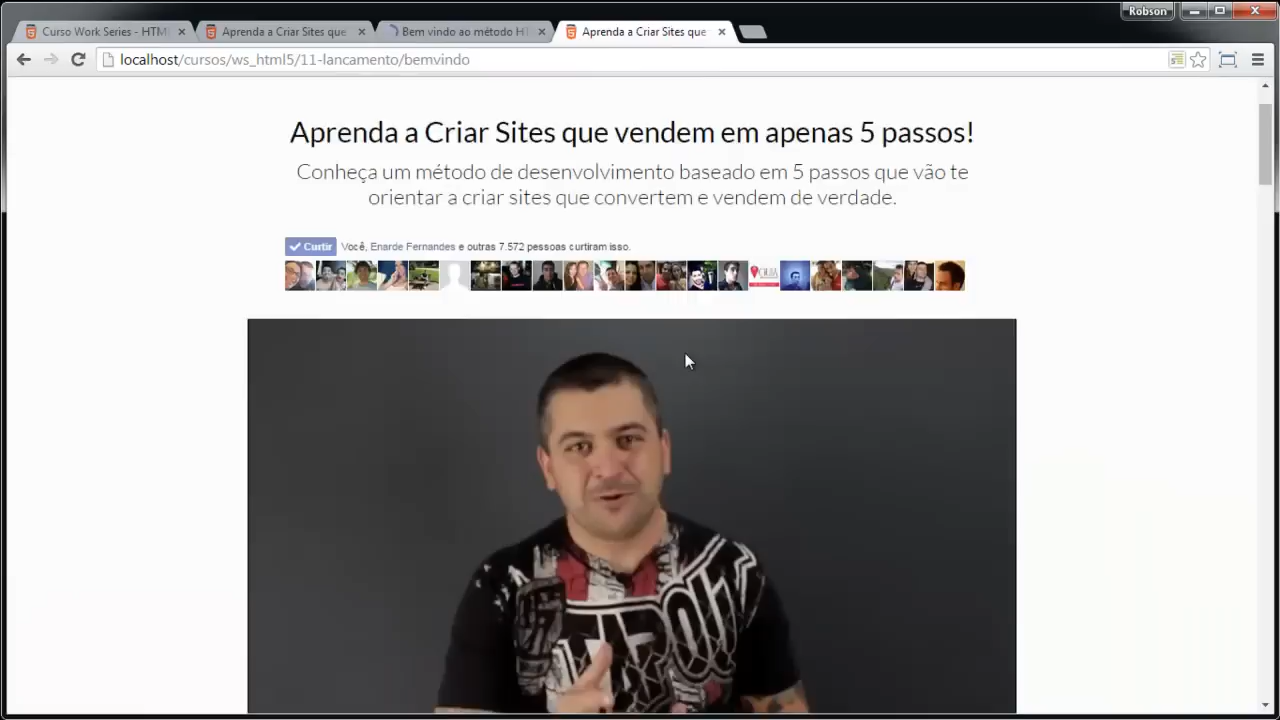 Robson
Curso Work Series - HTM
Aprenda a Criar Sites que
Bem vindo ao método HT
Aprenda a Criar Sites que
localhost/cursos/ws_html5/11-lancamento/bemvindo
Aprenda a Criar Sites que vendem em apenas 5 passos!
Conheça um método de desenvolvimento baseado em 5 passos que vão te
orientar a criar sites que convertem e vendem de verdade.
Curtir
Você, Enarde Fernandes e outras 7.572 pessoas curtiram isso.